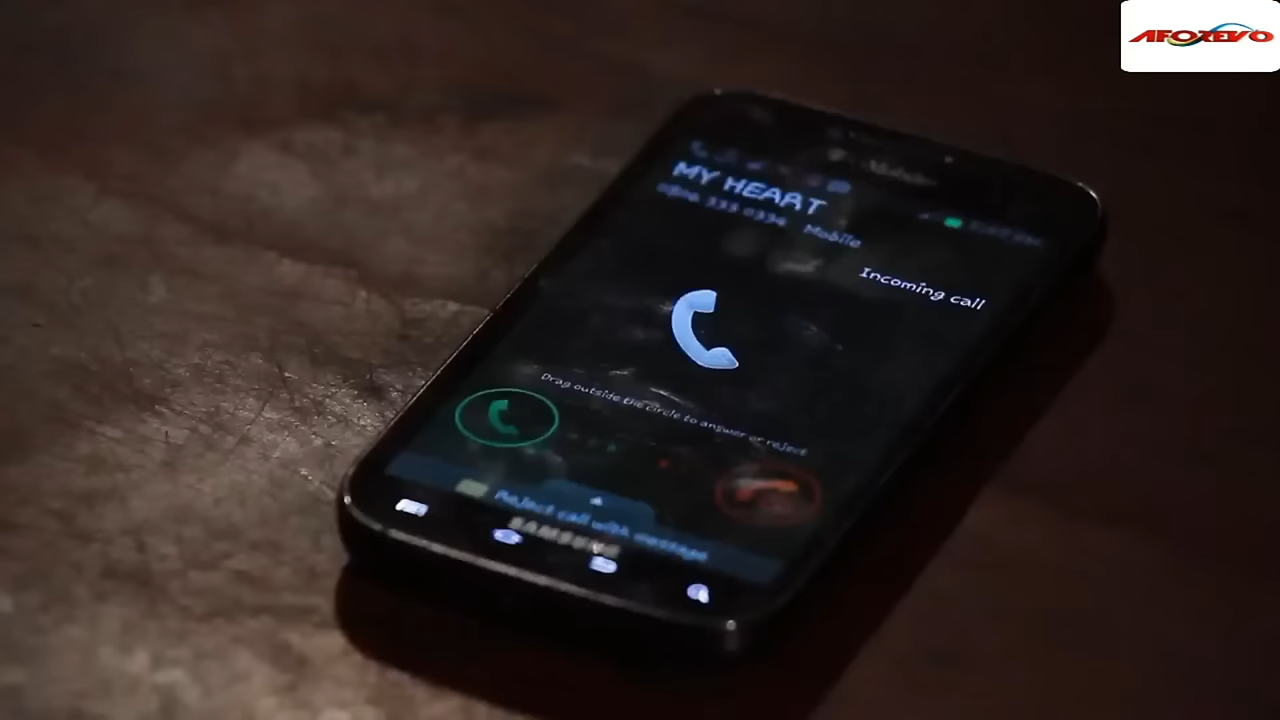 AFOREVO
MY HEART
Mobile
Incoming call
Drag outside the circle to answer or reject
Reject call with message
SAMSUNG